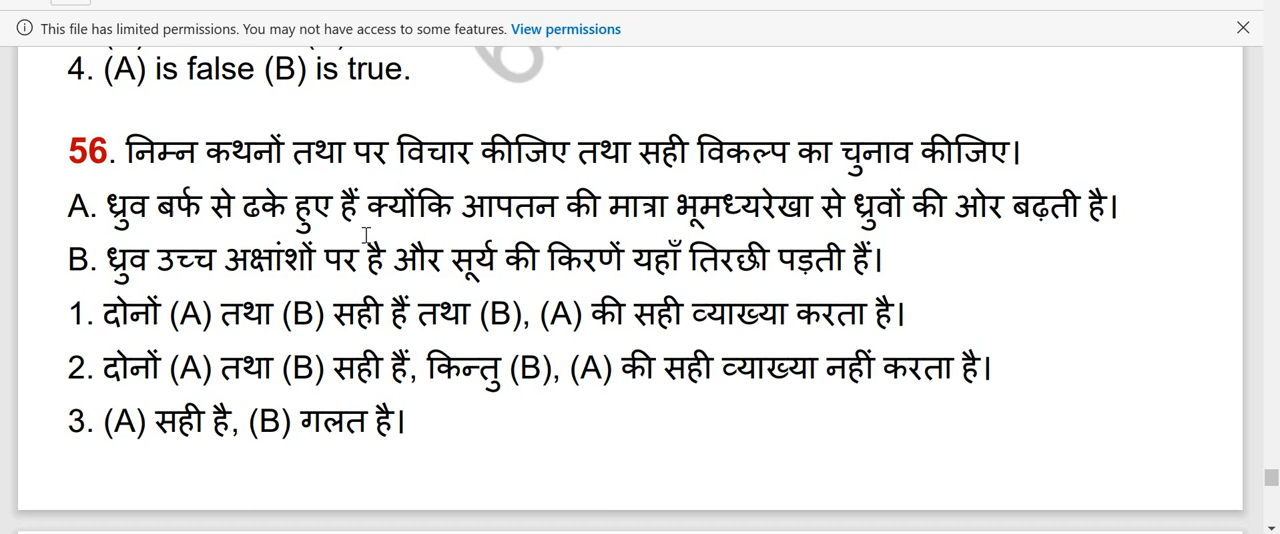 This file has limited permissions. You may not have access to some features. View permissions
4. (A) is false (B) is true.
56. निम्न कथनों तथा पर विचार कीजिए तथा सही विकल्प का चुनाव कीजिए।
A. ध्रुव बर्फ से ढके हुए हैं क्योंकि आपतन की मात्रा भूमध्यरेखा से ध्रुवों की ओर बढ़ती है।
B. ध्रुव उच्च अक्षांशों पर है और सूर्य की किरणें यहाँ तिरछी पड़ती हैं।
1. दोनों (A) तथा (B) सही हैं तथा (B), (A) की सही व्याख्या करता है।
2. दोनों (A) तथा (B) सही हैं, किन्तु (B), (A) की सही व्याख्या नहीं करता है।
3. (A) सही है, (B) गलत है।